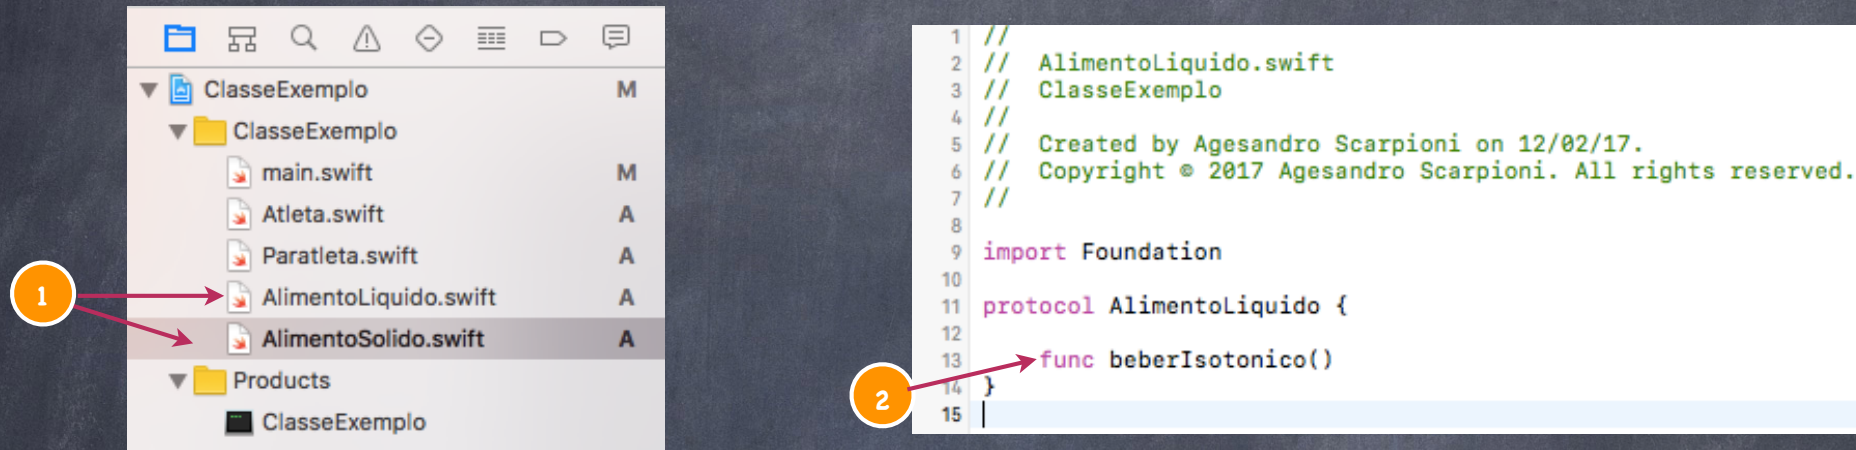 ClasseExemplo M
ClasseExemplo
main.swift M
Atleta.swift A
Paratleta.swift A
1
AlimentoLiquido.swift A
AlimentoSolido.swift A
Products
ClasseExemplo
1 //
2 // AlimentoLiquido.swift
3 // ClasseExemplo
4 //
5 // Created by Agesandro Scarpioni on 12/02/17.
6 // Copyright © 2017 Agesandro Scarpioni. All rights reserved.
7 //
8
9 import Foundation
10
11 protocol AlimentoLiquido {
12
13 func beberIsotonico()
2
14 }
15